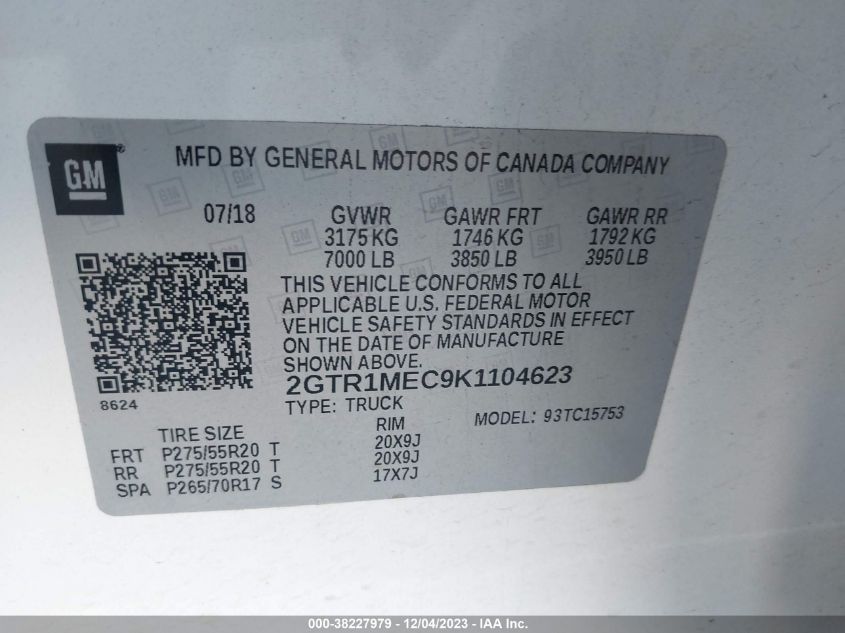 GM
MFD BY GENERAL MOTORS OF CANADA COMPANY
07/18 GVWR GAWR FRT GAWR RR
3175 KG 1746 KG 1792 KG
7000 LB 3850 LB 3950 LB
THIS VEHICLE CONFORMS TO ALL
APPLICABLE U.S. FEDERAL MOTOR
VEHICLE SAFETY STANDARDS IN EFFECT
ON THE DATE OF MANUFACTURE
SHOWN ABOVE.
2GTR1MEC9K1104623
8624
TYPE: TRUCK MODEL: 93TC15753
TIRE SIZE RIM
FRT P275/55R20 T 20X9J
RR P275/55R20 T 20X9J
SPA P265/70R17 S 17X7J
000-38227979 - 12/04/2023 - IAA Inc.